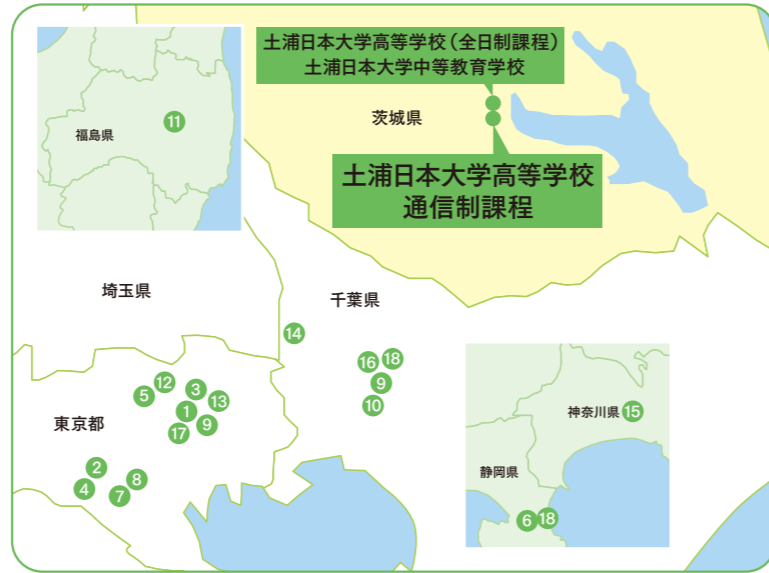 土浦日本大学高等学校（全日制課程）
土浦日本大学中等教育学校
福島県
11
茨城県
土浦日本大学高等学校
通信制課程
埼玉県
千葉県
14
16 18
9
10
12
5 3
13
1
17 9
東京都
2
4 8
7
神奈川県 15
静岡県
6 18